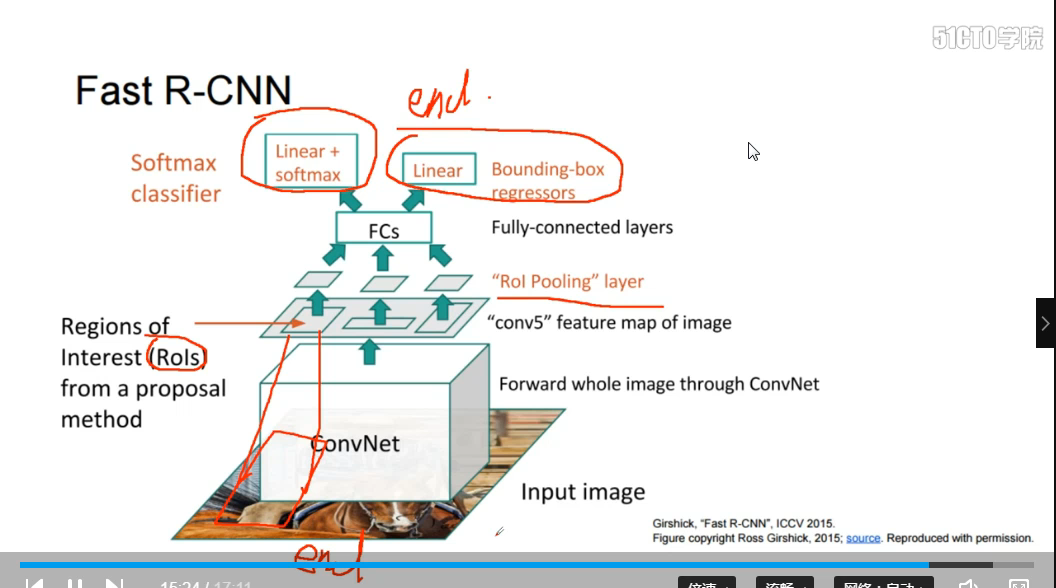 51CTO学院
Fast R-CNN
end.
Softmax
classifier
Linear +
softmax
Linear
Bounding-box
regressors
FCs
Fully-connected layers
“RoI Pooling” layer
Regions of
Interest (RoIs)
from a proposal
method
“conv5” feature map of image
Forward whole image through ConvNet
ConvNet
Input image
Girshick, “Fast R-CNN”, ICCV 2015.
Figure copyright Ross Girshick, 2015; source. Reproduced with permission.
end
15:24 / 17:11
倍速
流畅
网络:自动